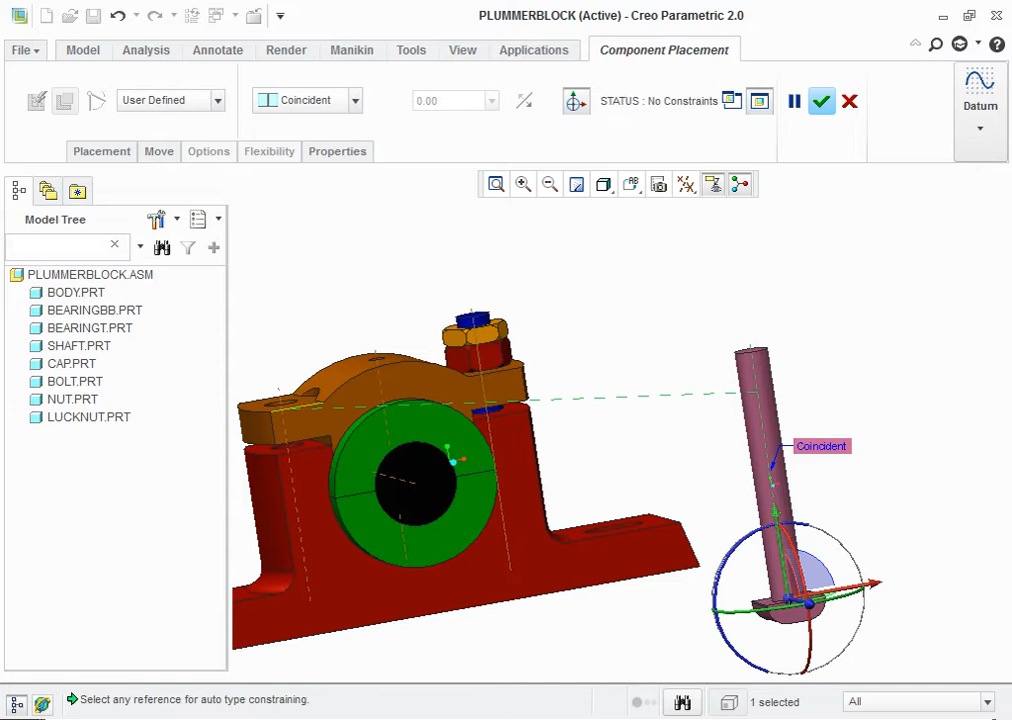 PLUMMERBLOCK (Active) - Creo Parametric 2.0
File Model Analysis Annotate Render Manikin Tools View Applications Component Placement
User Defined Coincident 0.00 STATUS : No Constraints
Datum
Placement Move Options Flexibility Properties
Model Tree
PLUMMERBLOCK.ASM
BODY.PRT
BEARINGBB.PRT
BEARINGT.PRT
SHAFT.PRT
CAP.PRT
BOLT.PRT
NUT.PRT
LUCKNUT.PRT
Coincident
Select any reference for auto type constraining.
1 selected
All